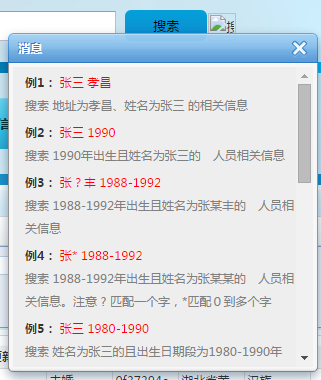 搜索
消息
例1： 张三 孝昌
搜索 地址为孝昌、姓名为张三 的相关信息
例2： 张三 1990
搜索 1990年出生且姓名为张三的 人员相关信息
例3： 张？丰 1988-1992
搜索 1988-1992年出生且姓名为张某丰的 人员相
关信息
例4： 张* 1988-1992
搜索 1988-1992年出生且姓名为张某某的 人员相
关信息。注意？匹配一个字，*匹配０到多个字
例5： 张三 1980-1990
搜索 姓名为张三的且出生日期段为1980-1990年